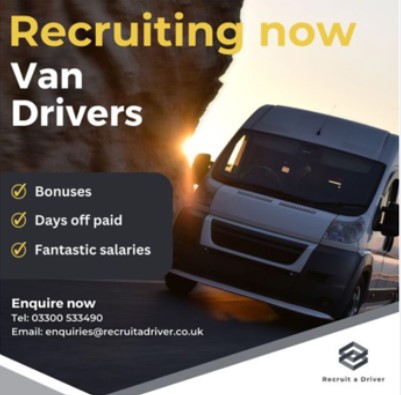 Recruiting now
Van
Drivers
Bonuses
Days off paid
Fantastic salaries
Enquire now
Tel: 03300 533490
Email: enquiries@recruitadriver.co.uk
Recruit a Driver